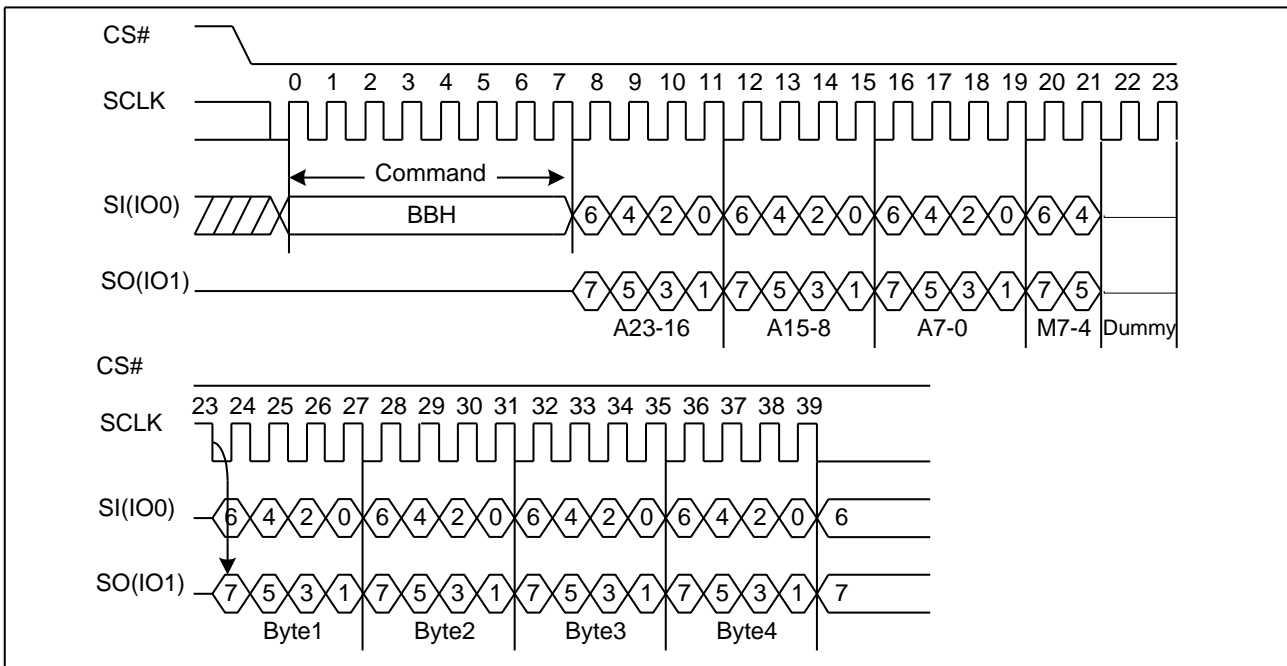 CS#
0 1 2 3 4 5 6 7 8 9 10 11 12 13 14 15 16 17 18 19 20 21 22 23
SCLK
Command
SI(IO0)
BBH 6 4 2 0 6 4 2 0 6 4 2 0 6 4
SO(IO1)
7 5 3 1 7 5 3 1 7 5 3 1 7 5
A23-16 A15-8 A7-0 M7-4 Dummy
CS#
23 24 25 26 27 28 29 30 31 32 33 34 35 36 37 38 39
SCLK
SI(IO0) 6 4 2 0 6 4 2 0 6 4 2 0 6 4 2 0 6
SO(IO1) 7 5 3 1 7 5 3 1 7 5 3 1 7 5 3 1 7
Byte1 Byte2 Byte3 Byte4